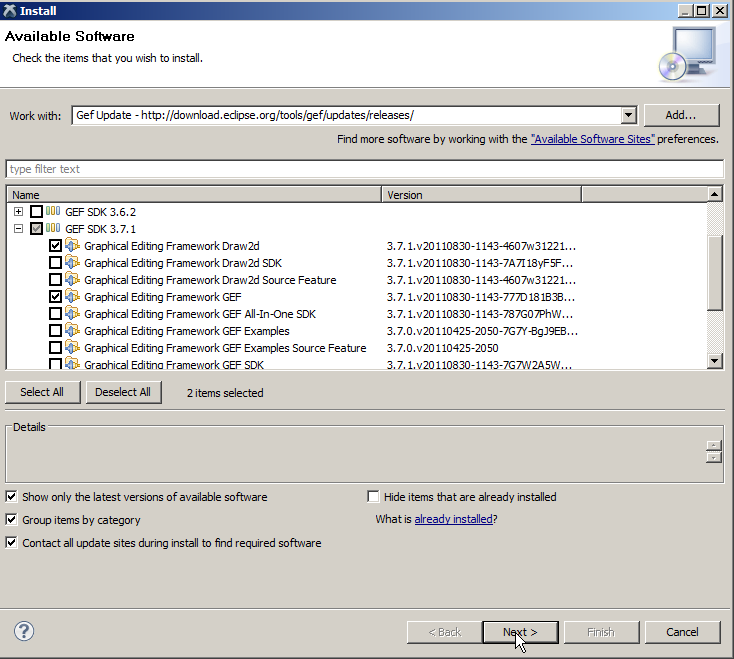 Install
Available Software
Check the items that you wish to install.
Work with: Gef Update - http://download.eclipse.org/tools/gef/updates/releases/ Add...
Find more software by working with the "Available Software Sites" preferences.
type filter text
Name Version
GEF SDK 3.6.2
GEF SDK 3.7.1
Graphical Editing Framework Draw2d 3.7.1.v20110830-1143-4607w31221...
Graphical Editing Framework Draw2d SDK 3.7.1.v20110830-1143-7A7I18yF5F...
Graphical Editing Framework Draw2d Source Feature 3.7.1.v20110830-1143-4607w31221...
Graphical Editing Framework GEF 3.7.1.v20110830-1143-777D181B3B...
Graphical Editing Framework GEF All-In-One SDK 3.7.1.v20110830-1143-787G07PhW...
Graphical Editing Framework GEF Examples 3.7.0.v20110425-2050-7G7Y-BgJ9EB...
Graphical Editing Framework GEF Examples Source Feature 3.7.0.v20110425-2050
Graphical Editing Framework GEF SDK 3.7.1.v20110830-1143-7G7W2A5W...
Select All Deselect All 2 items selected
Details
Show only the latest versions of available software Hide items that are already installed
Group items by category What is already installed?
Contact all update sites during install to find required software
? < Back Next > Finish Cancel